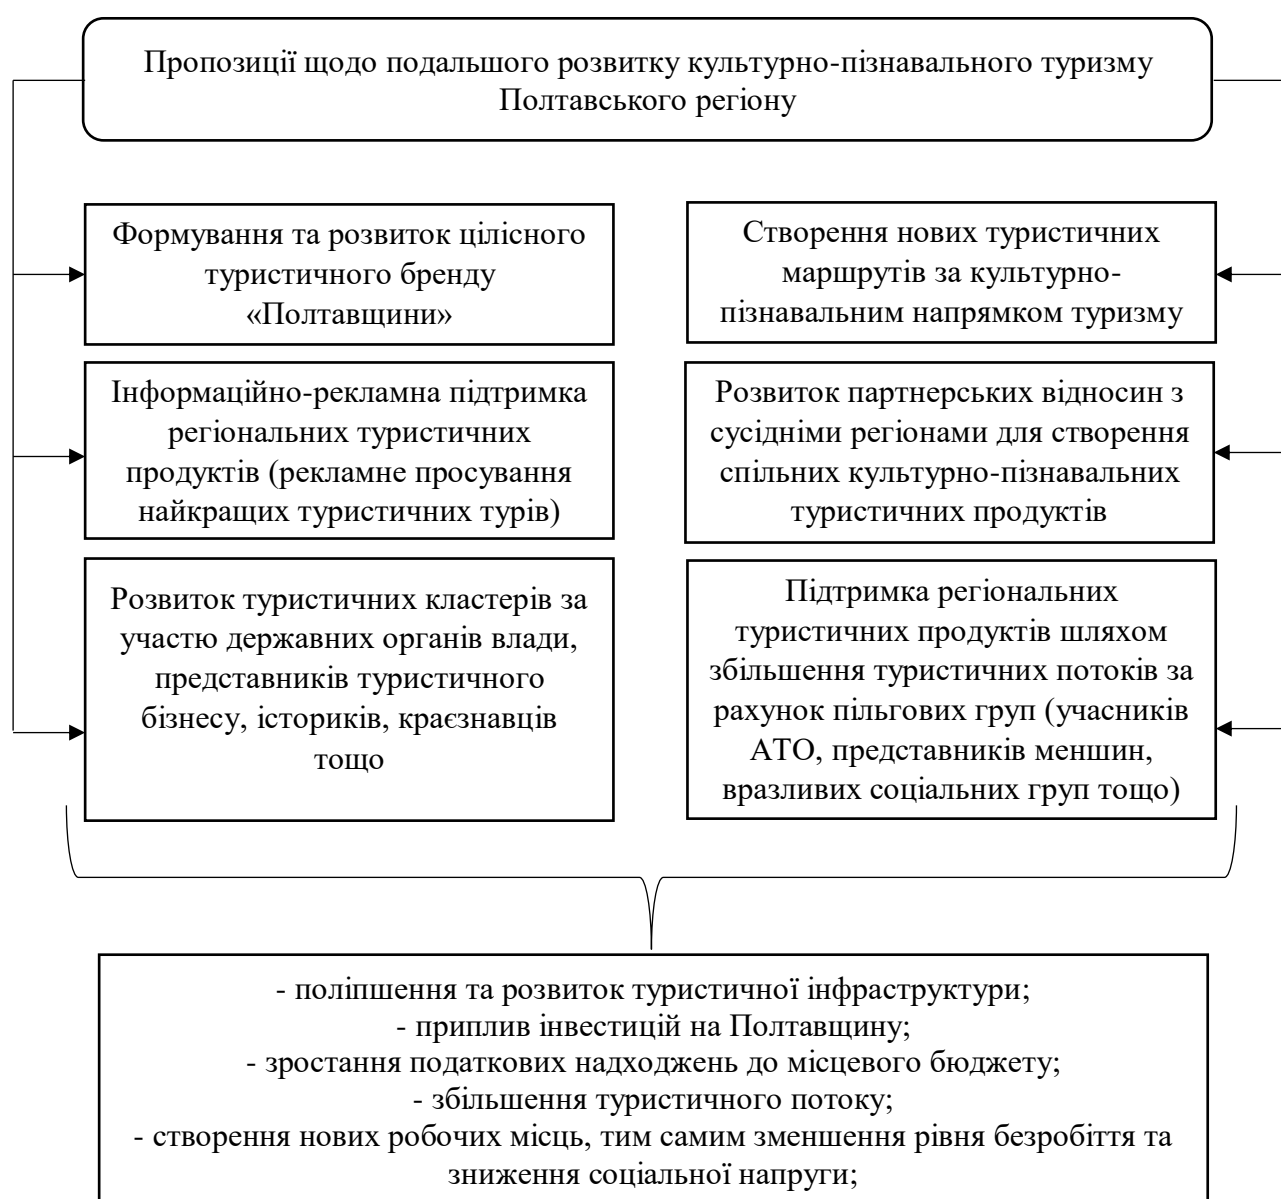 Пропозиції щодо подальшого розвитку культурно-пізнавального туризму
Полтавського регіону
Формування та розвиток цілісного
туристичного бренду
«Полтавщини»
Створення нових туристичних
маршрутів за культурно-
пізнавальним напрямком туризму
Інформаційно-рекламна підтримка
регіональних туристичних
продуктів (рекламне просування
найкращих туристичних турів)
Розвиток партнерських відносин з
сусідніми регіонами для створення
спільних культурно-пізнавальних
туристичних продуктів
Розвиток туристичних кластерів за
участю державних органів влади,
представників туристичного
бізнесу, істориків, краєзнавців
тощо
Підтримка регіональних
туристичних продуктів шляхом
збільшення туристичних потоків за
рахунок пільгових груп (учасників
АТО, представників меншин,
вразливих соціальних груп тощо)
- поліпшення та розвиток туристичної інфраструктури;
- приплив інвестицій на Полтавщину;
- зростання податкових надходжень до місцевого бюджету;
- збільшення туристичного потоку;
- створення нових робочих місць, тим самим зменшення рівня безробіття та
зниження соціальної напруги;